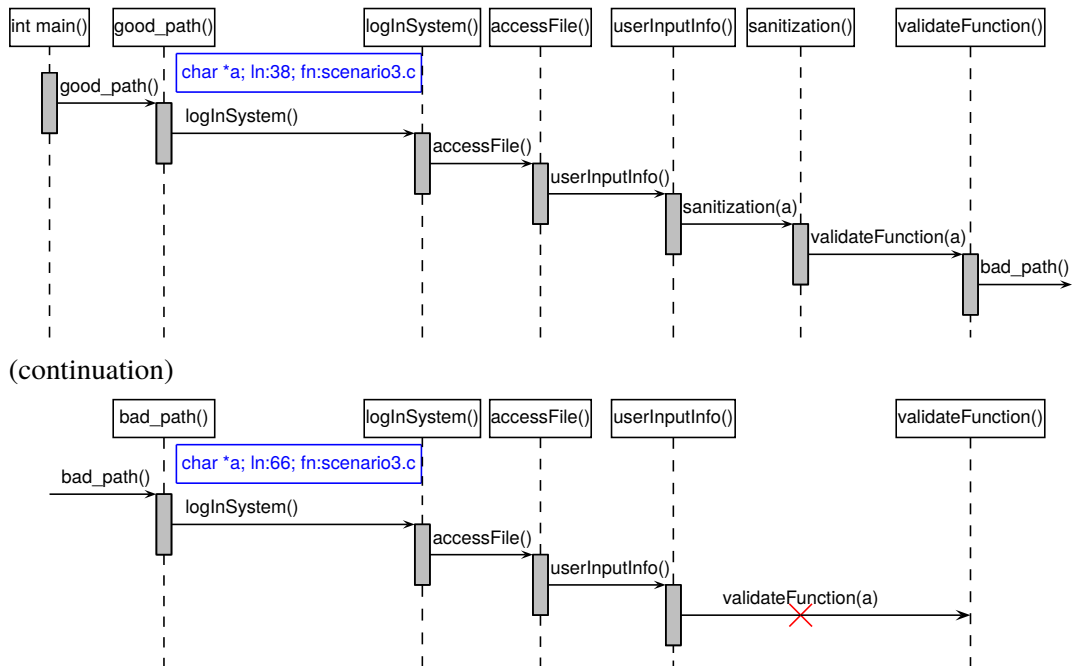 int main() good_path() logInSystem() accessFile() userInputInfo() sanitization() validateFunction()
char *a; ln:38; fn:scenario3.c
good_path()
logInSystem()
accessFile()
userInputInfo()
sanitization(a)
validateFunction(a)
bad_path()
(continuation)
bad_path() logInSystem() accessFile() userInputInfo() validateFunction()
char *a; ln:66; fn:scenario3.c
bad_path()
logInSystem()
accessFile()
userInputInfo()
validateFunction(a)